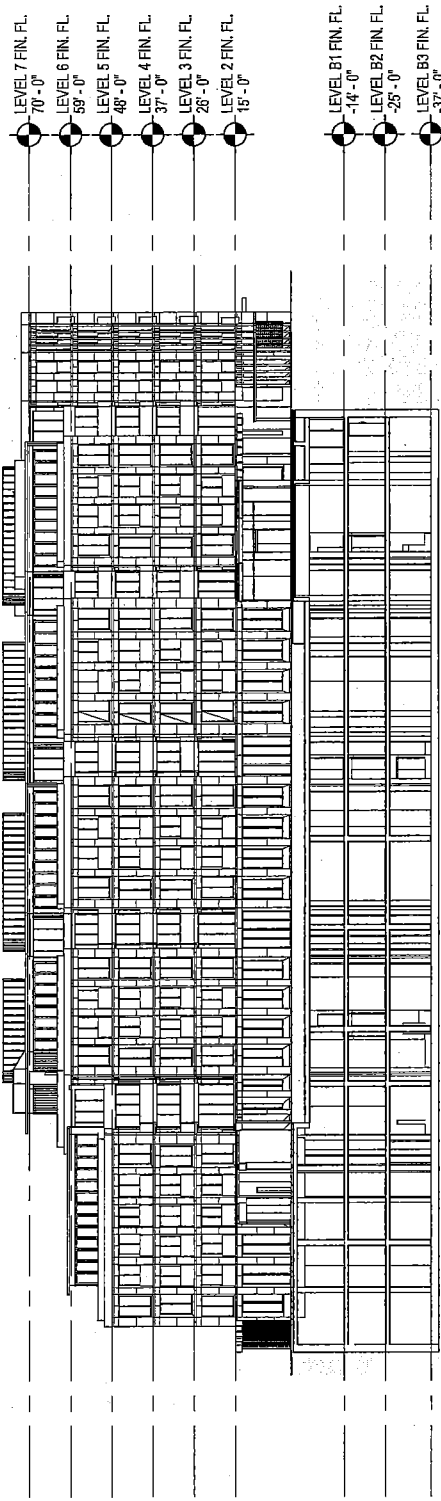 LEVEL 7 FIN. FL.
70' - 0"
LEVEL 6 FIN. FL.
59' - 0"
LEVEL 5 FIN. FL.
48' - 0"
LEVEL 4 FIN. FL.
37' - 0"
LEVEL 3 FIN. FL.
26' - 0"
LEVEL 2 FIN. FL.
15' - 0"
LEVEL B1 FIN. FL.
-14' - 0"
LEVEL B2 FIN. FL.
-25' - 0"
LEVEL B3 FIN. FL.
-37' - 0"